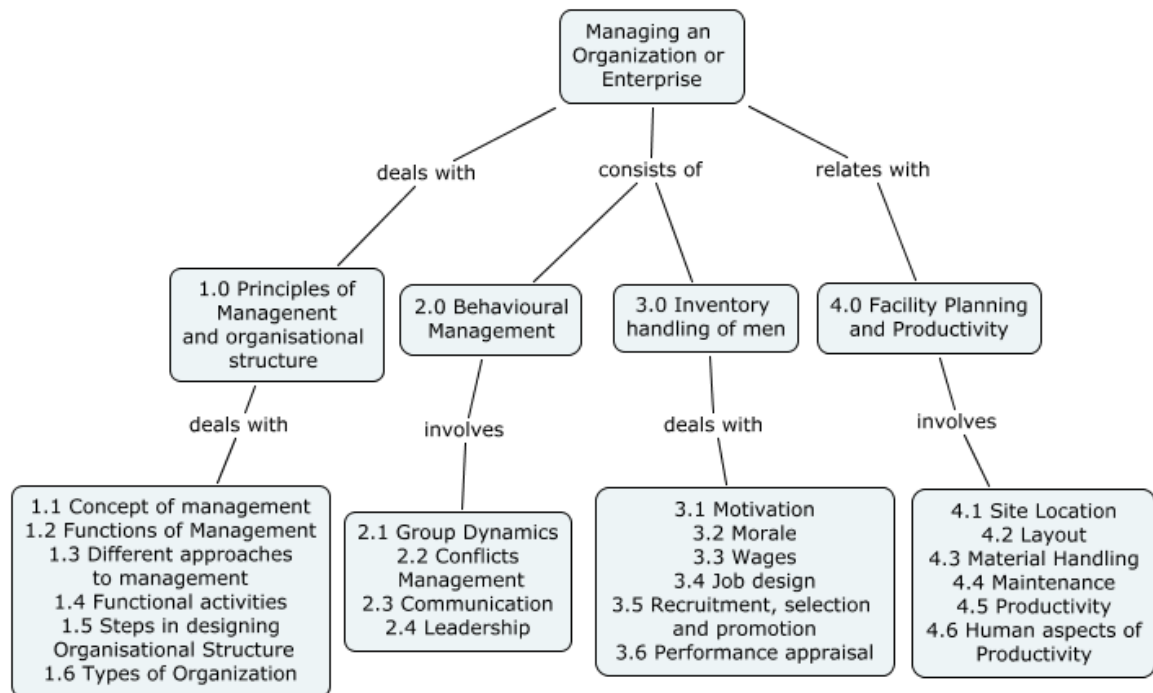 Managing an
Organization or
Enterprise
deals with
consists of
relates with
1.0 Principles of
Managenent
and organisational
structure
2.0 Behavioural
Management
3.0 Inventory
handling of men
4.0 Facility Planning
and Productivity
deals with
involves
deals with
involves
1.1 Concept of management
1.2 Functions of Management
1.3 Different approaches
to management
1.4 Functional activities
1.5 Steps in designing
Organisational Structure
1.6 Types of Organization
2.1 Group Dynamics
2.2 Conflicts
Management
2.3 Communication
2.4 Leadership
3.1 Motivation
3.2 Morale
3.3 Wages
3.4 Job design
3.5 Recruitment, selection
and promotion
3.6 Performance appraisal
4.1 Site Location
4.2 Layout
4.3 Material Handling
4.4 Maintenance
4.5 Productivity
4.6 Human aspects of
Productivity